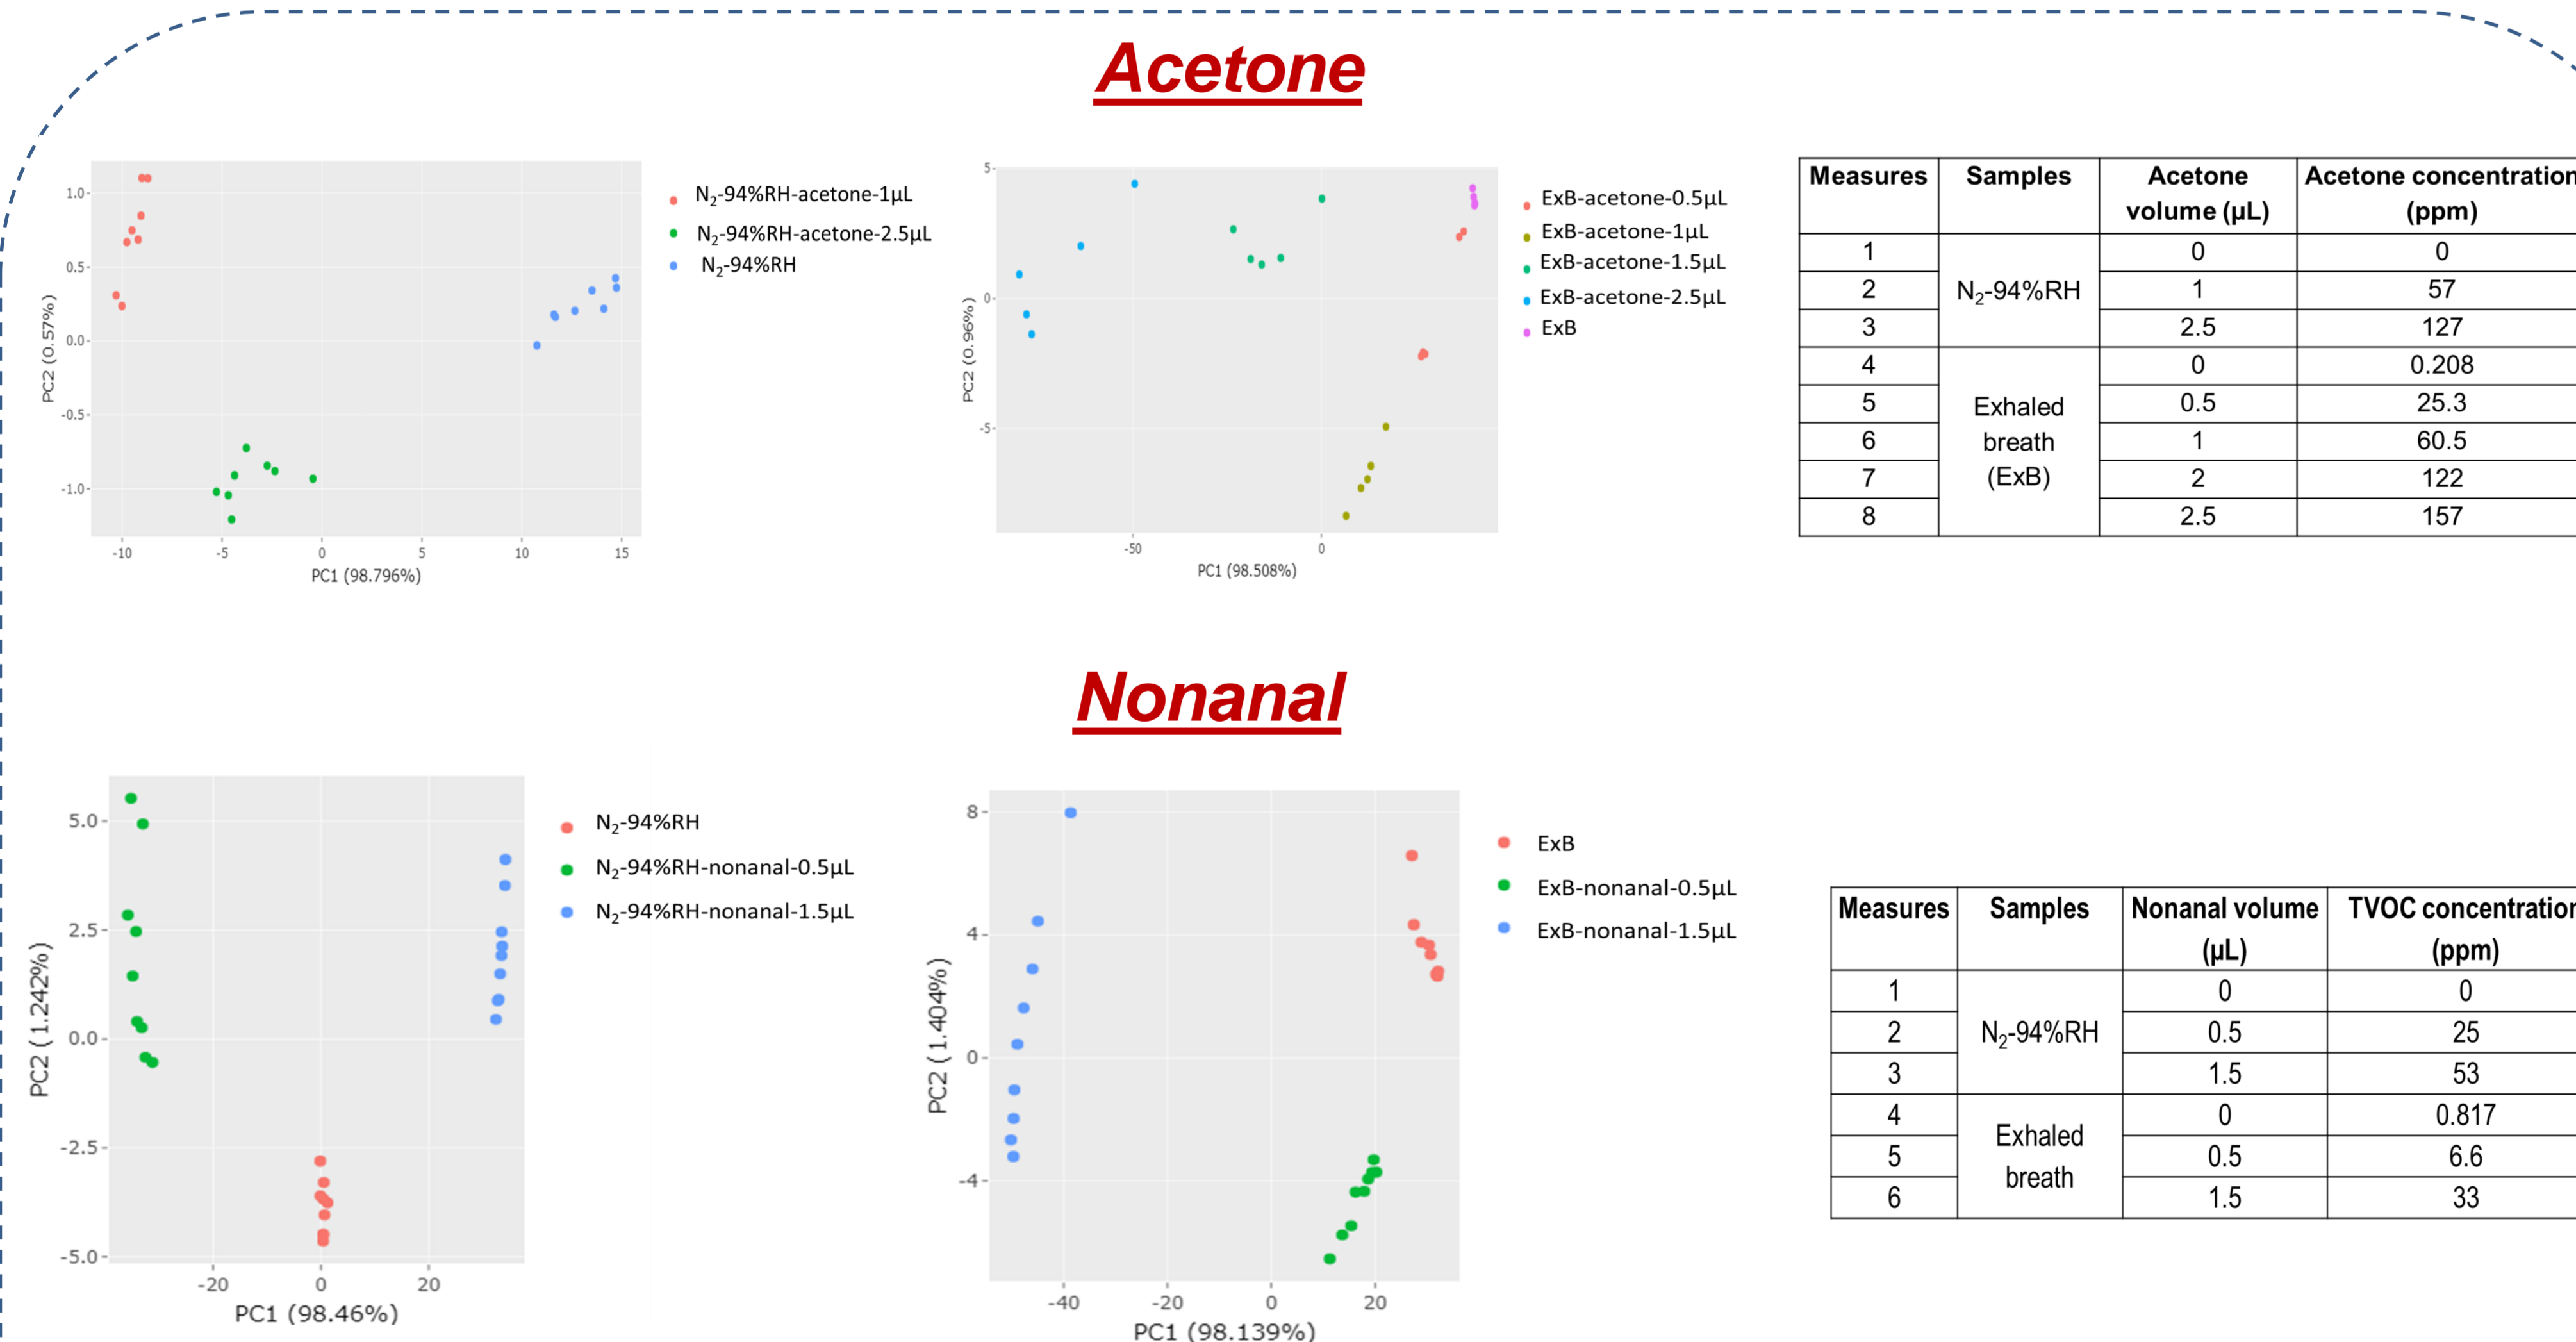 Acetone
1.0
0.5
0.0
-0.5
-1.0
PC2 (0.57%)
-10 -5 0 5 10 15
PC1 (98.796%)
N₂-94%RH-acetone-1µL
N₂-94%RH-acetone-2.5µL
N₂-94%RH
5
0
-5
PC2 (0.96%)
-50 0
PC1 (98.508%)
ExB-acetone-0.5µL
ExB-acetone-1µL
ExB-acetone-1.5µL
ExB-acetone-2.5µL
ExB
Measures Samples Acetone volume (µL) Acetone concentration (ppm)
1 N₂-94%RH 0 0
2 1 57
3 2.5 127
4 Exhaled breath (ExB) 0 0.208
5 0.5 25.3
6 1 60.5
7 2 122
8 2.5 157
Nonanal
5.0
2.5
0.0
-2.5
-5.0
PC2 (1.242%)
-20 0 20
PC1 (98.46%)
N₂-94%RH
N₂-94%RH-nonanal-0.5µL
N₂-94%RH-nonanal-1.5µL
8
4
0
-4
PC2 (1.404%)
-40 -20 0 20
PC1 (98.139%)
ExB
ExB-nonanal-0.5µL
ExB-nonanal-1.5µL
Measures Samples Nonanal volume (µL) TVOC concentration (ppm)
1 N₂-94%RH 0 0
2 0.5 25
3 1.5 53
4 Exhaled breath 0 0.817
5 0.5 6.6
6 1.5 33